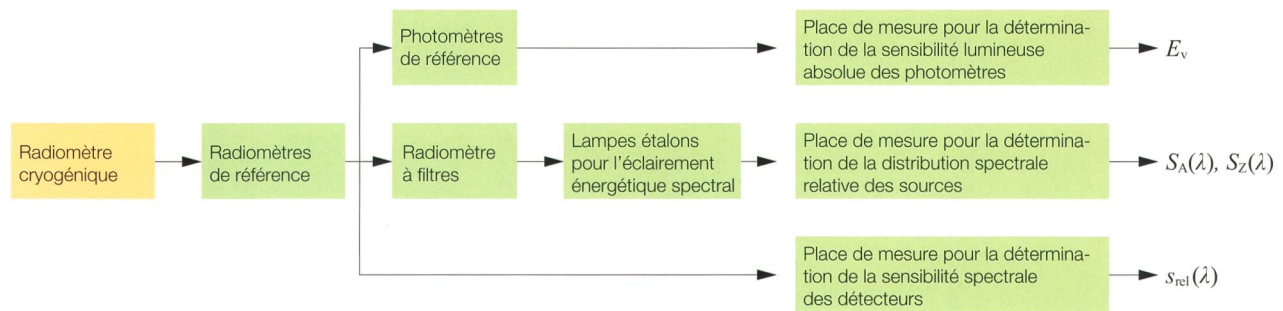 Radiomètre
cryogénique
Radiomètres
de référence
Photomètres
de référence
Place de mesure pour la détermina-
tion de la sensibilité lumineuse
absolue des photomètres
E_v
Radiomètre
à filtres
Lampes étalons
pour l'éclairement
énergétique spectral
Place de mesure pour la détermina-
tion de la distribution spectrale
relative des sources
S_A(λ), S_Z(λ)
Place de mesure pour la détermina-
tion de la sensibilité spectrale
des détecteurs
s_rel(λ)